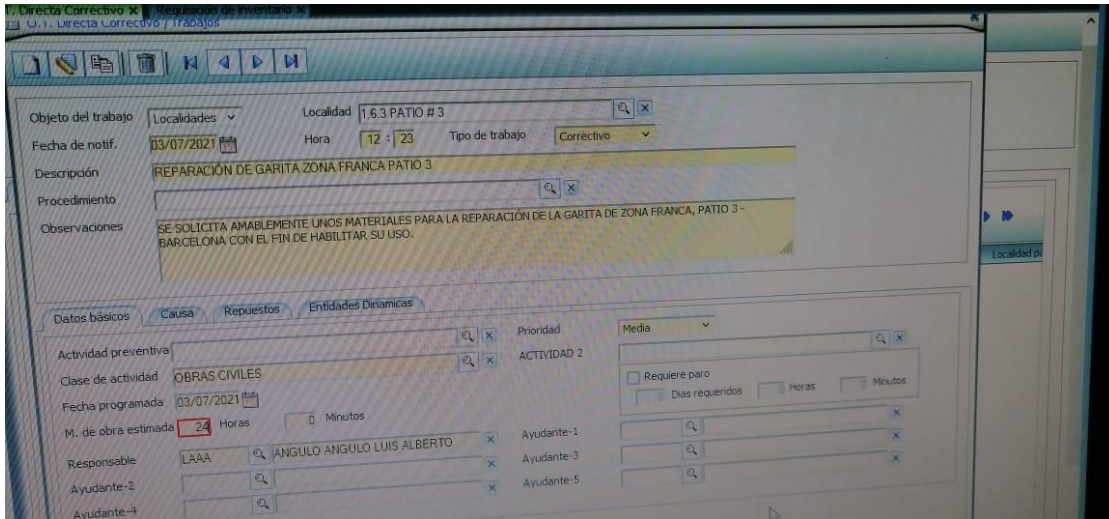 T. Directa Correctivo X Requisición de inventario X
O.T. Directa Correctivo / Trabajos
Objeto del trabajo Localidades Localidad 1.6.3 PATIO # 3
Fecha de notif. 03/07/2021 Hora 12 : 23 Tipo de trabajo Correctivo
Descripción REPARACIÓN DE GARITA ZONA FRANCA PATIO 3
Procedimiento
Observaciones SE SOLICITA AMABLEMENTE UNOS MATERIALES PARA LA REPARACIÓN DE LA GARITA DE ZONA FRANCA, PATIO 3 -
BARCELONA CON EL FIN DE HABILITAR SU USO.
Localidad
Datos básicos Causa Repuestos Entidades Dinamicas
Actividad preventiva Prioridad Media
Clase de actividad OBRAS CIVILES ACTIVIDAD 2
Requiere paro
Fecha programada 03/07/2021 0 Dias requeridos 0 Horas 0 Minutos
M. de obra estimada 24 Horas 0 Minutos
Responsable LAAA ANGULO ANGULO LUIS ALBERTO Ayudante-1
Ayudante-2 Ayudante-3
Ayudante-4 Ayudante-5